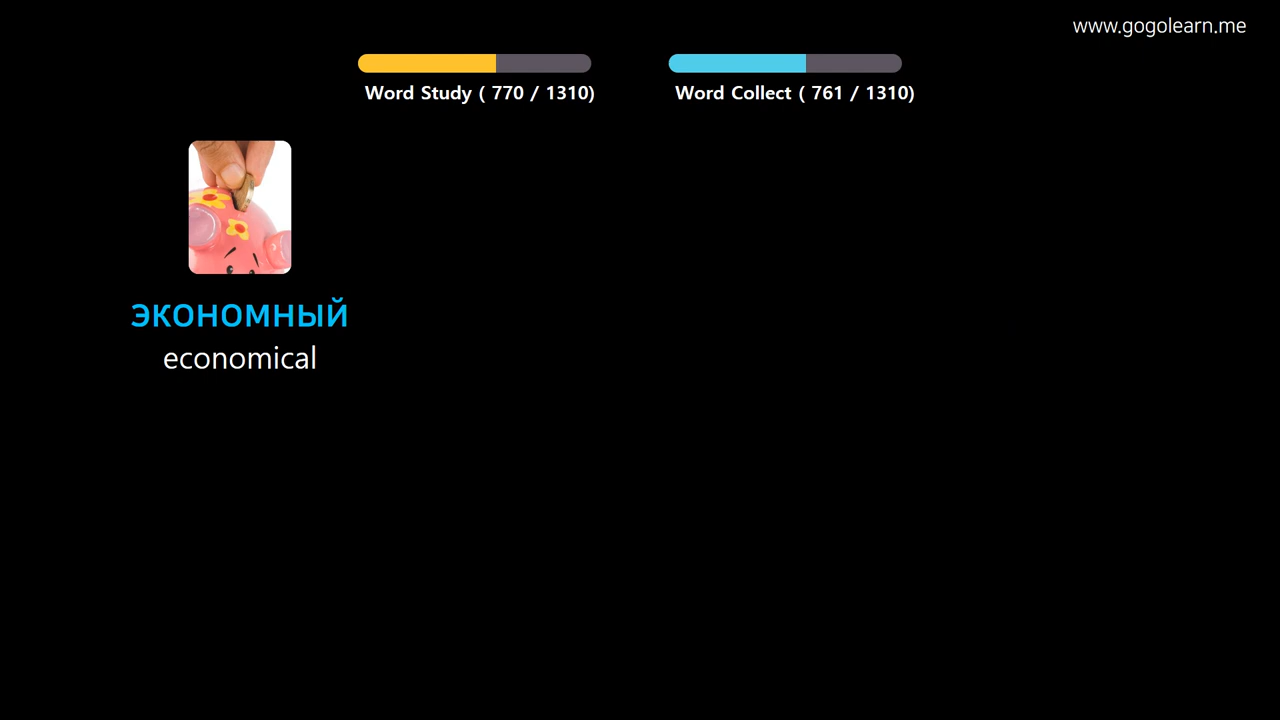 www.gogolearn.me
Word Study ( 770 / 1310)
Word Collect ( 761 / 1310)
экономный
economical